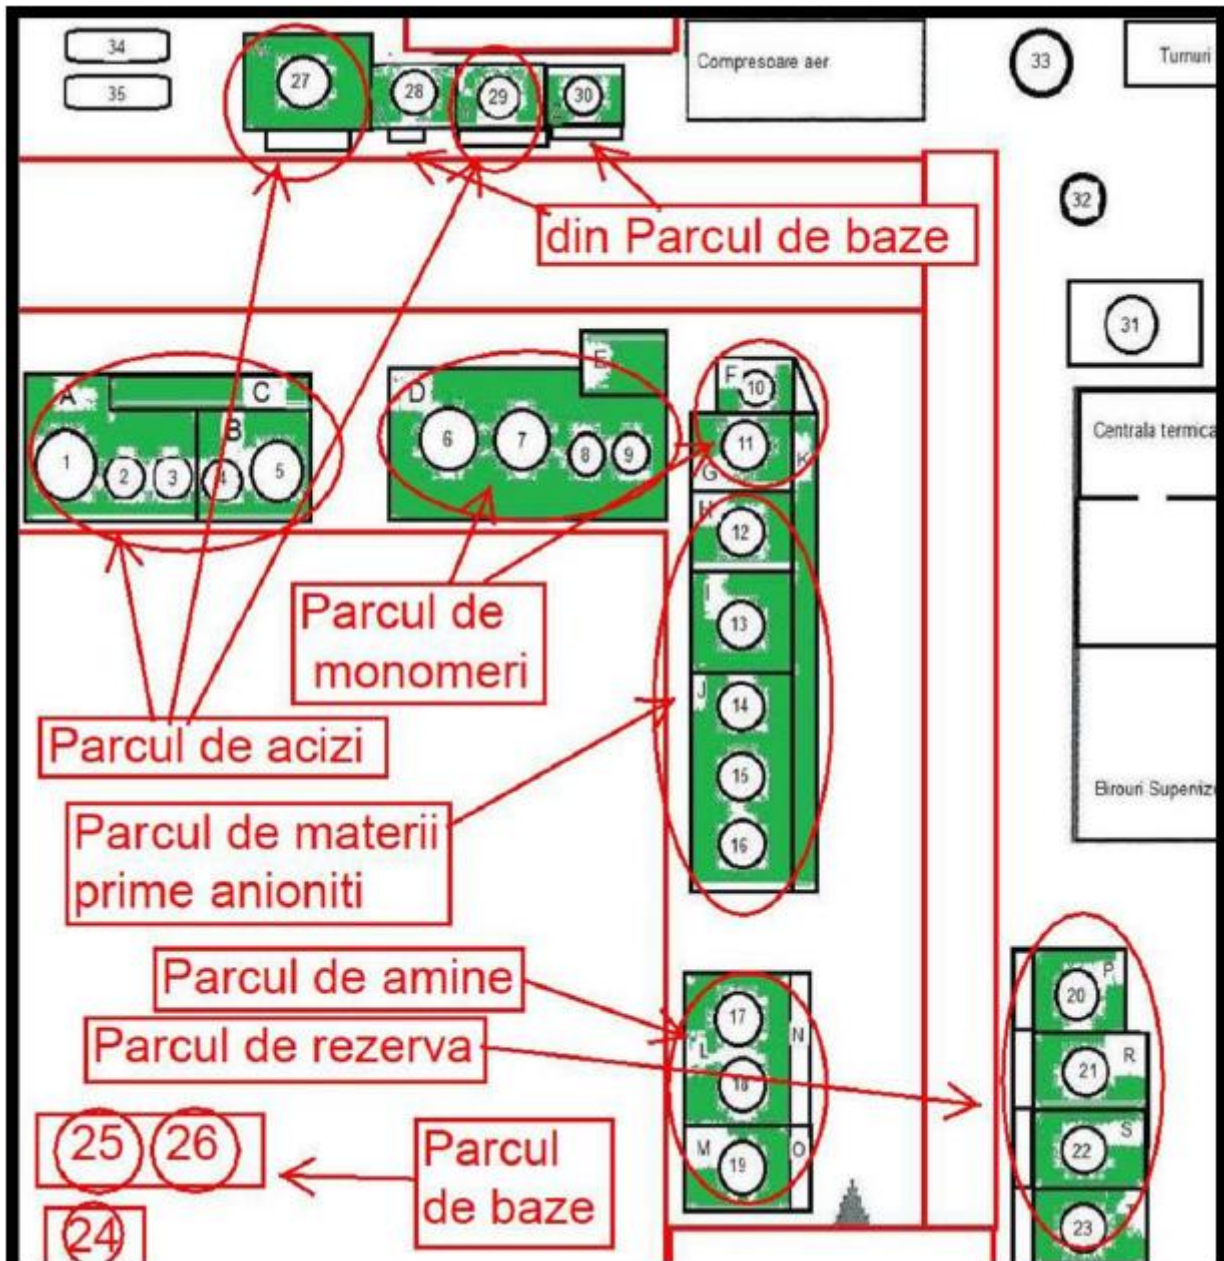 34
35
27
28
29
30
Compresoare aer
33
Turnuri
32
din Parcul de baze
31
A
C
B
1
2
3
4
5
D
E
6
7
8
9
F
10
11
G
K
H
12
I
13
J
14
15
16
Centrala termica
Parcul de
monomeri
Parcul de acizi
Birouri Superviz
Parcul de materii
prime anioniti
Parcul de amine
Parcul de rezerva
17
L
N
18
M
19
O
P
20
R
21
S
22
23
25
26
24
Parcul
de baze